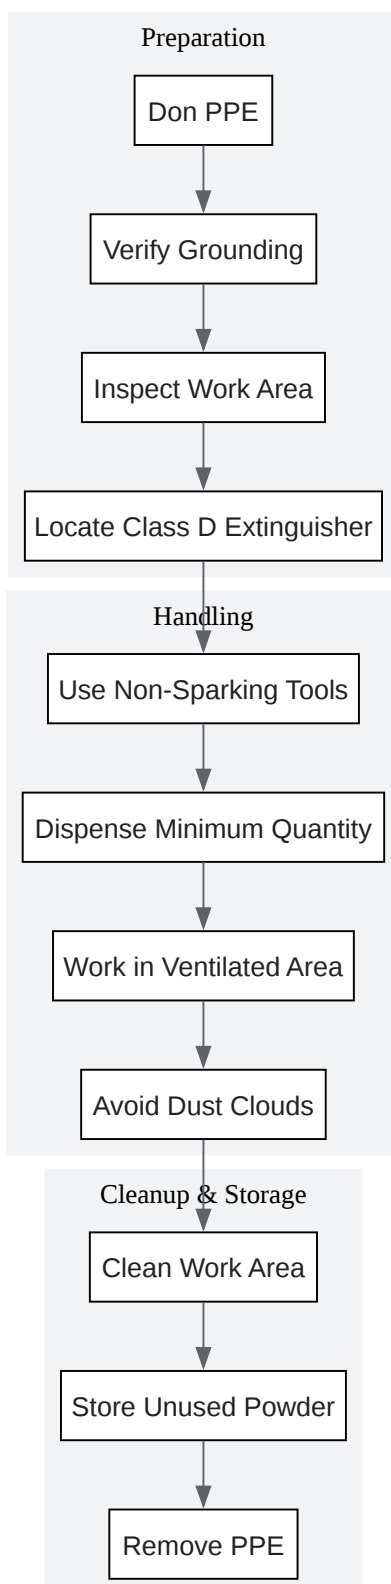 Preparation
Don PPE
Verify Grounding
Inspect Work Area
Locate Class D Extinguisher
Handling
Use Non-Sparking Tools
Dispense Minimum Quantity
Work in Ventilated Area
Avoid Dust Clouds
Cleanup & Storage
Clean Work Area
Store Unused Powder
Remove PPE